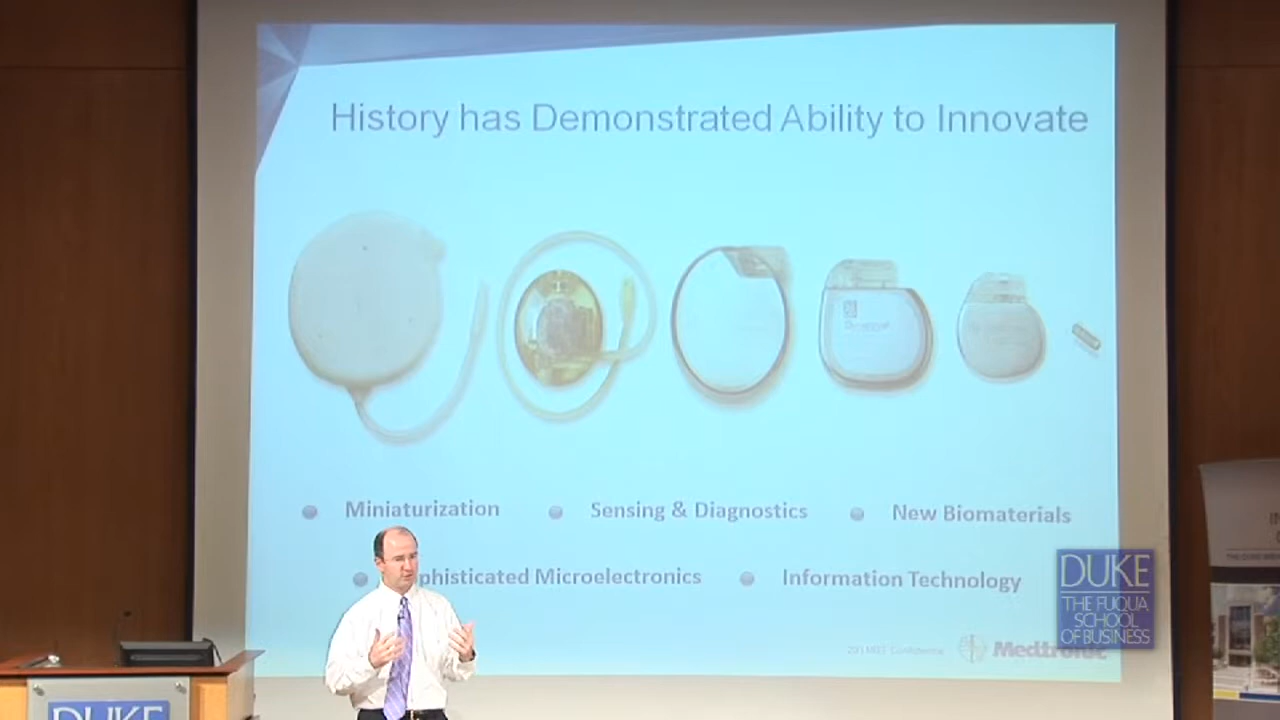 History has Demonstrated Ability to Innovate
Miniaturization
Sensing & Diagnostics
New Biomaterials
phisticated Microelectronics
Information Technology
Medtronic
DUKE
THE FUQUA
SCHOOL
OF BUSINESS
DUKE